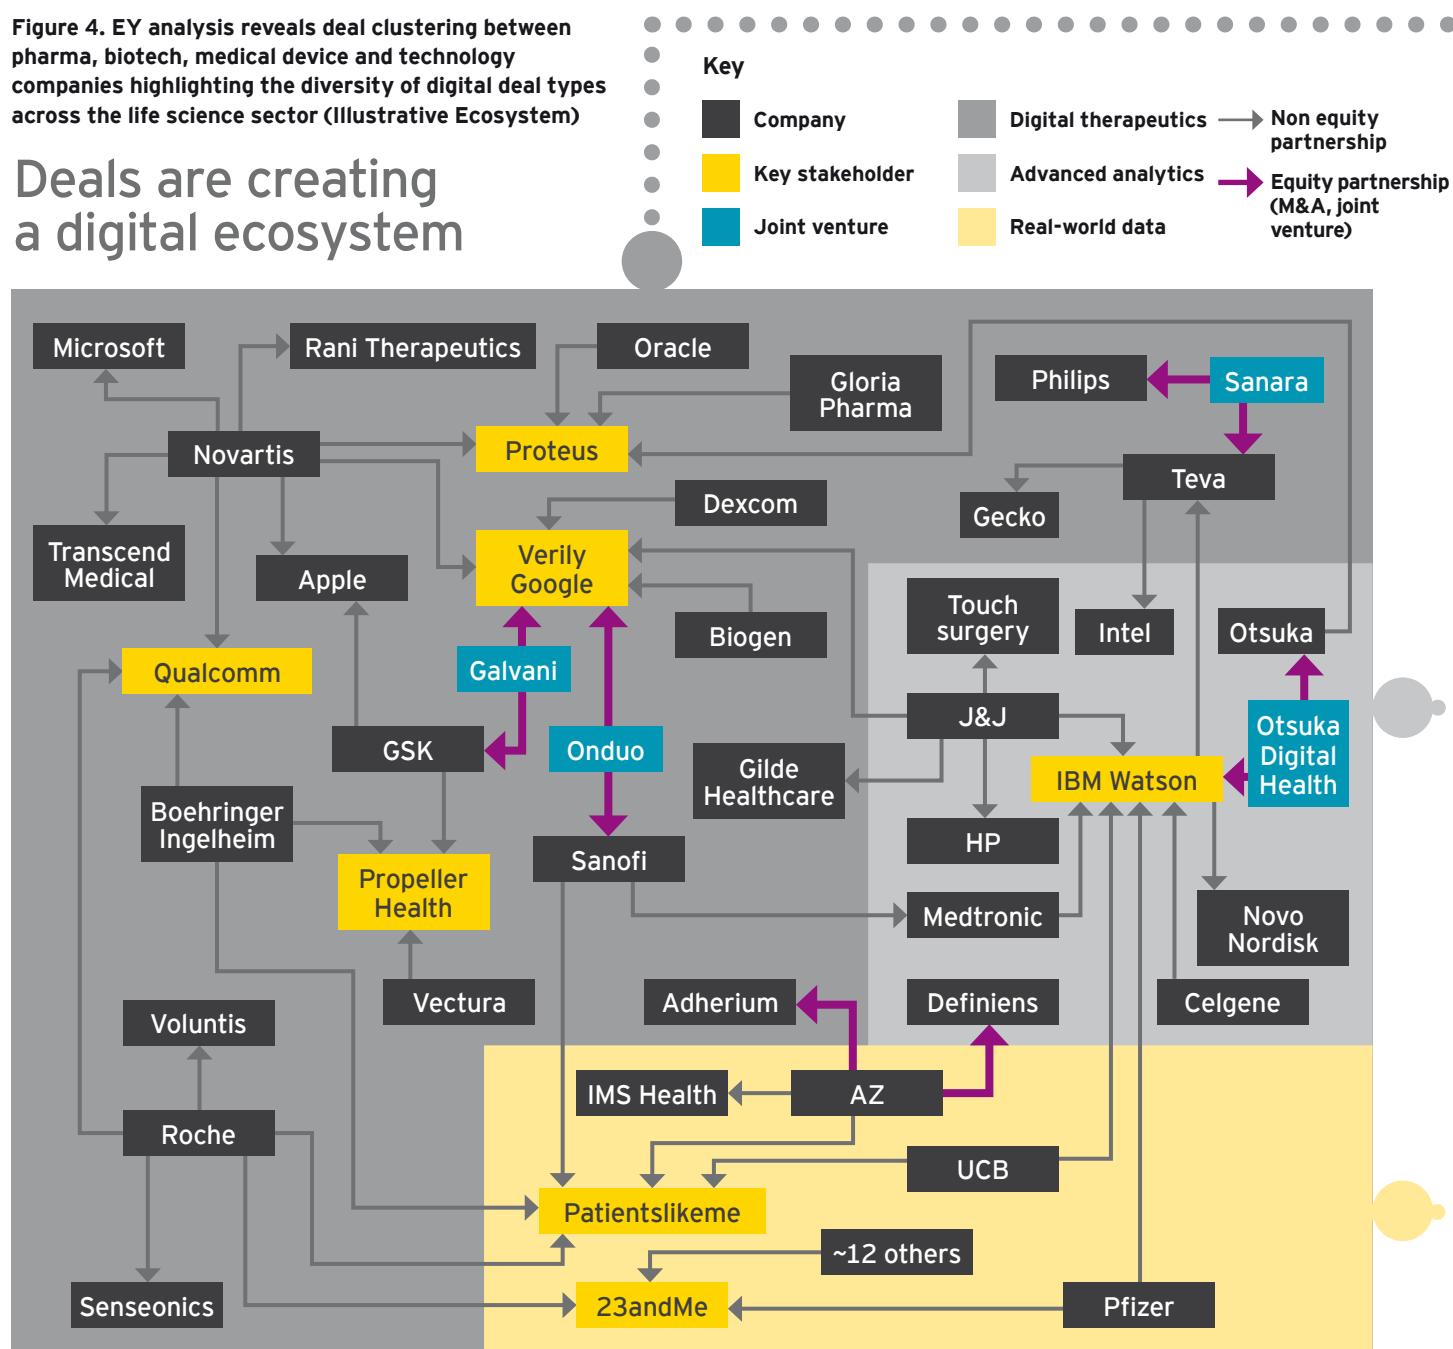 Figure 4. EY analysis reveals deal clustering between
pharma, biotech, medical device and technology
companies highlighting the diversity of digital deal types
across the life science sector (Illustrative Ecosystem)
Deals are creating
a digital ecosystem
Key
Company
Key stakeholder
Joint venture
Digital therapeutics
Advanced analytics
Real-world data
Non equity
partnership
Equity partnership
(M&A, joint
venture)
Microsoft
Rani Therapeutics
Oracle
Gloria
Pharma
Philips
Sanara
Novartis
Proteus
Teva
Gecko
Dexcom
Transcend
Medical
Apple
Verily
Google
Biogen
Touch
surgery
Intel
Otsuka
Qualcomm
Galvani
GSK
Onduo
Gilde
Healthcare
J&J
IBM Watson
Otsuka
Digital
Health
Boehringer
Ingelheim
Propeller
Health
Sanofi
HP
Medtronic
Novo
Nordisk
Vectura
Adherium
Definiens
Celgene
Voluntis
IMS Health
AZ
Roche
UCB
Patientslikeme
~12 others
Senseonics
23andMe
Pfizer